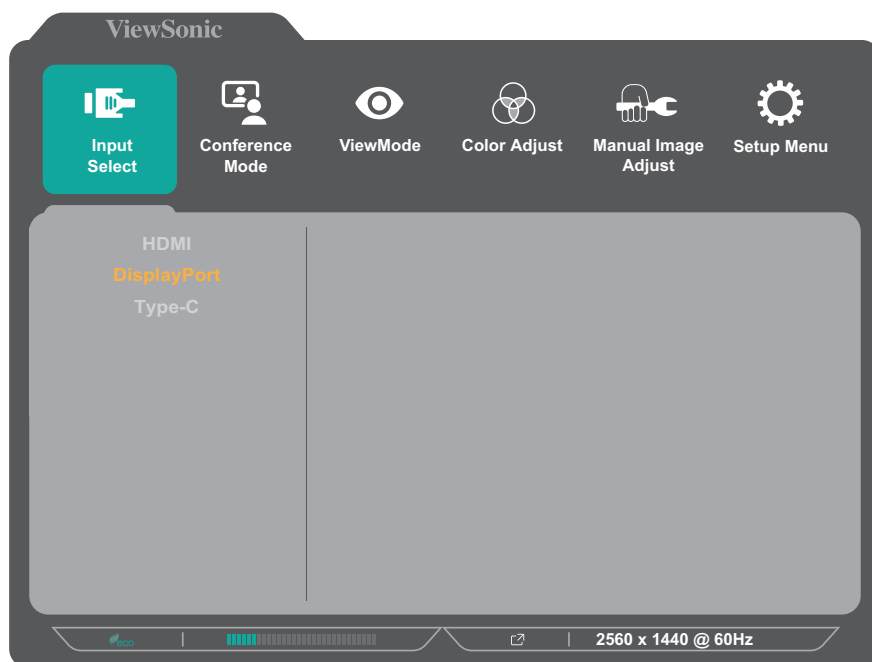 ViewSonic
Input
Select
Conference
Mode
ViewMode
Color Adjust
Manual Image
Adjust
Setup Menu
HDMI
DisplayPort
Type-C
eco
2560 x 1440 @ 60Hz